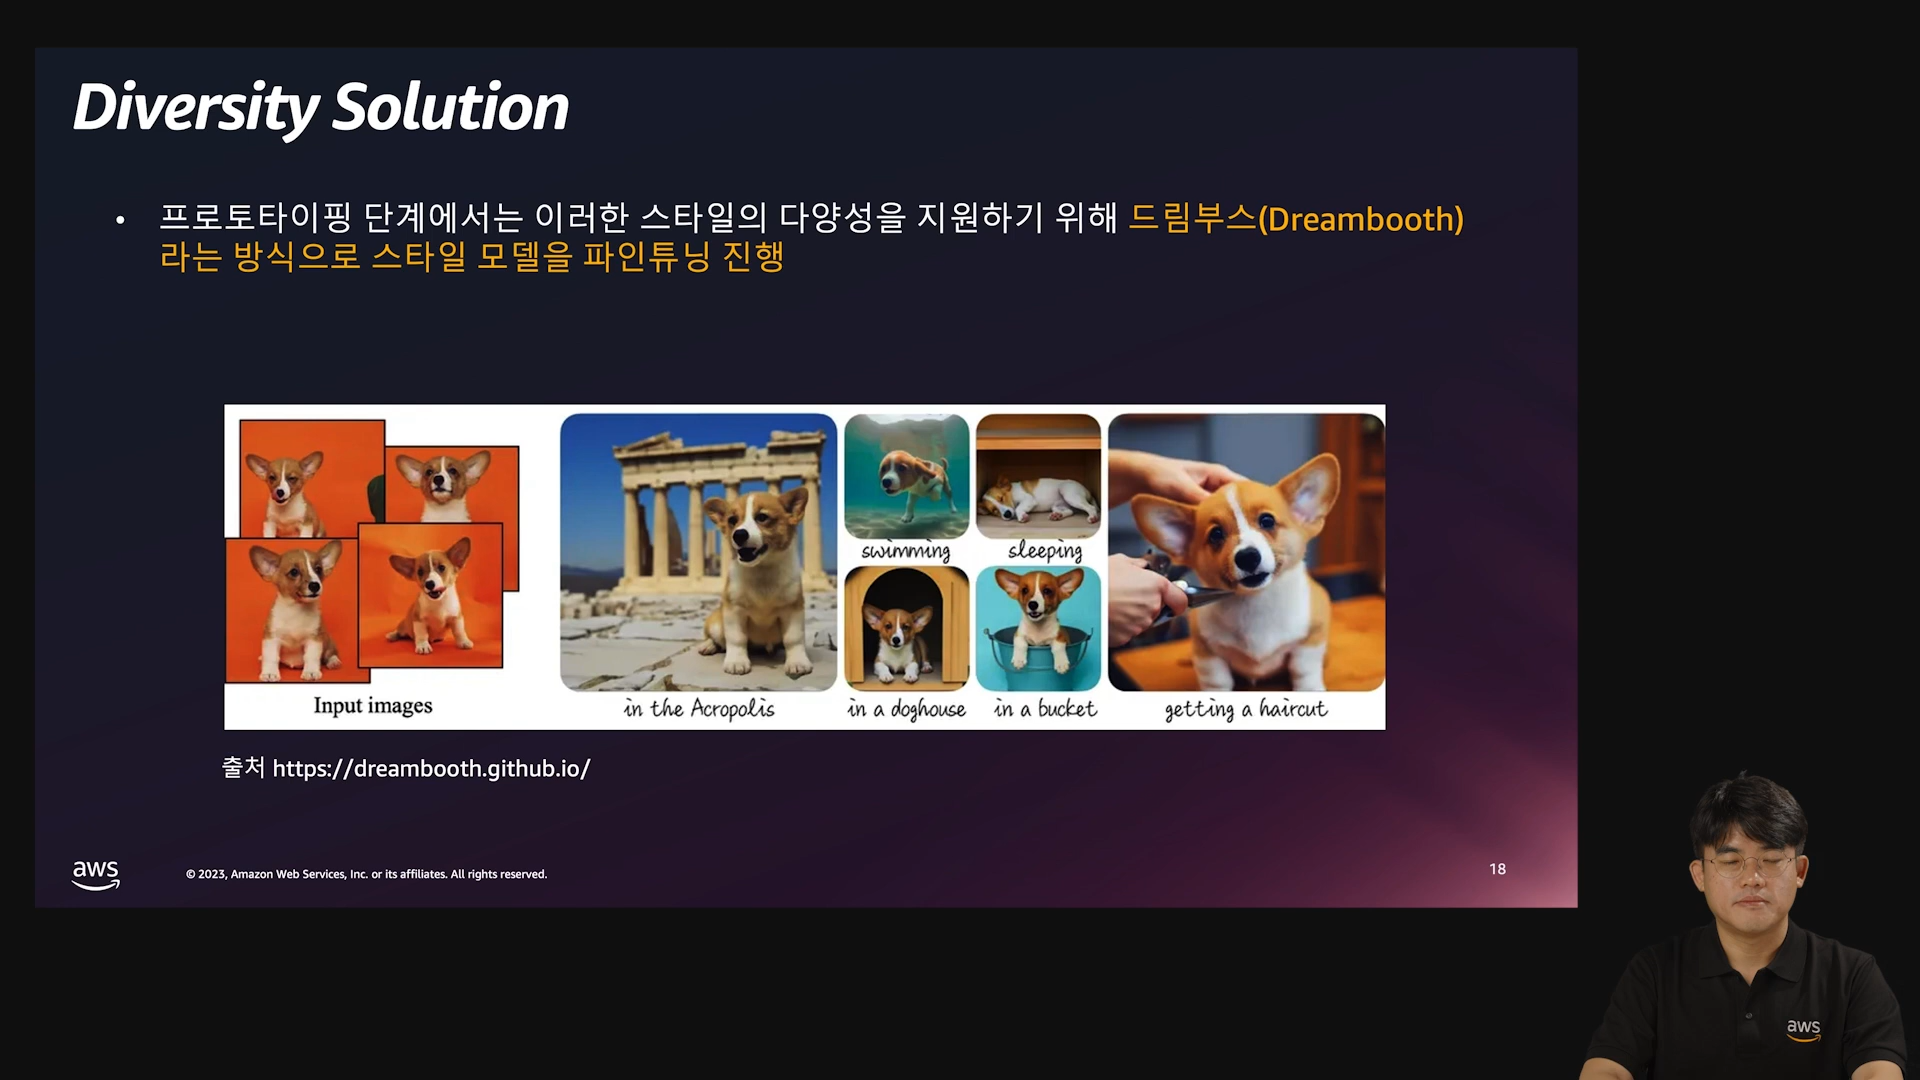 Diversity Solution
• 프로토타이핑 단계에서는 이러한 스타일의 다양성을 지원하기 위해 드림부스(Dreambooth)
라는 방식으로 스타일 모델을 파인튜닝 진행
swimming
sleeping
Input images
in the Acropolis
in a doghouse
in a bucket
getting a haircut
출처 https://dreambooth.github.io/
aws
© 2023, Amazon Web Services, Inc. or its affiliates. All rights reserved.
18
aws